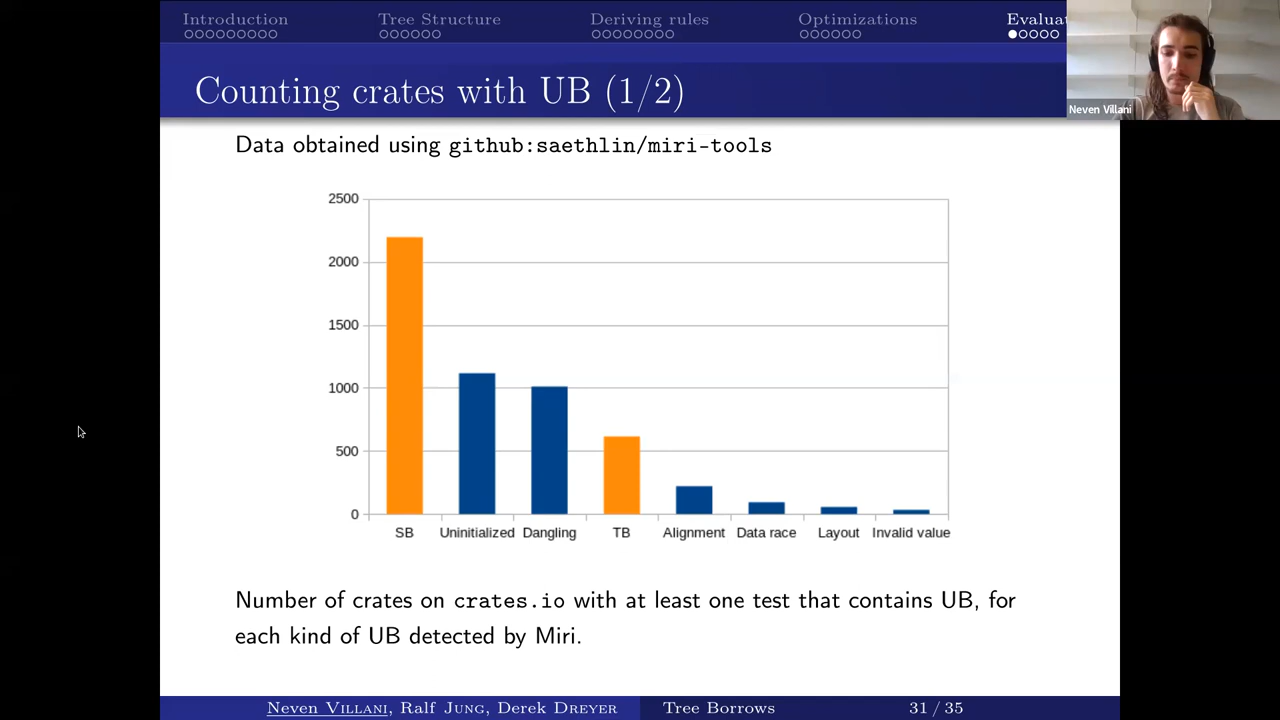 Introduction Tree Structure Deriving rules Optimizations Evalua
Counting crates with UB (1/2)
Neven Villani
Data obtained using github:saethlin/miri-tools
2500
2000
1500
1000
500
0
SB Uninitialized Dangling TB Alignment Data race Layout Invalid value
Number of crates on crates.io with at least one test that contains UB, for
each kind of UB detected by Miri.
Neven Villani, Ralf Jung, Derek Dreyer Tree Borrows 31 / 35